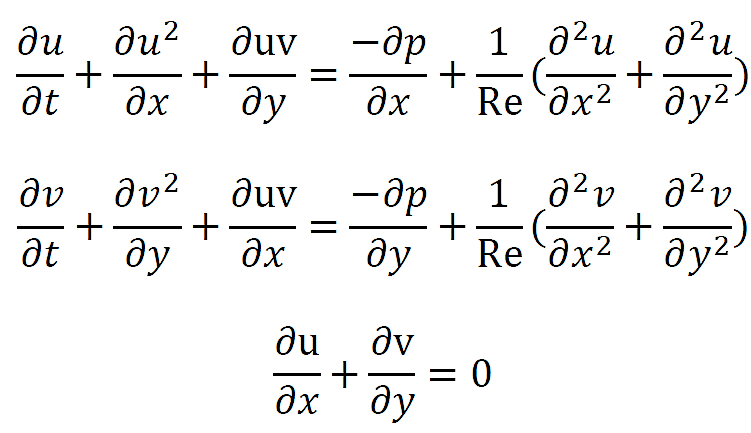 ∂u/∂t + ∂u²/∂x + ∂uv/∂y = −∂p/∂x + 1/Re (∂²u/∂x² + ∂²u/∂y²)
∂v/∂t + ∂v²/∂y + ∂uv/∂x = −∂p/∂y + 1/Re (∂²v/∂x² + ∂²v/∂y²)
∂u/∂x + ∂v/∂y = 0